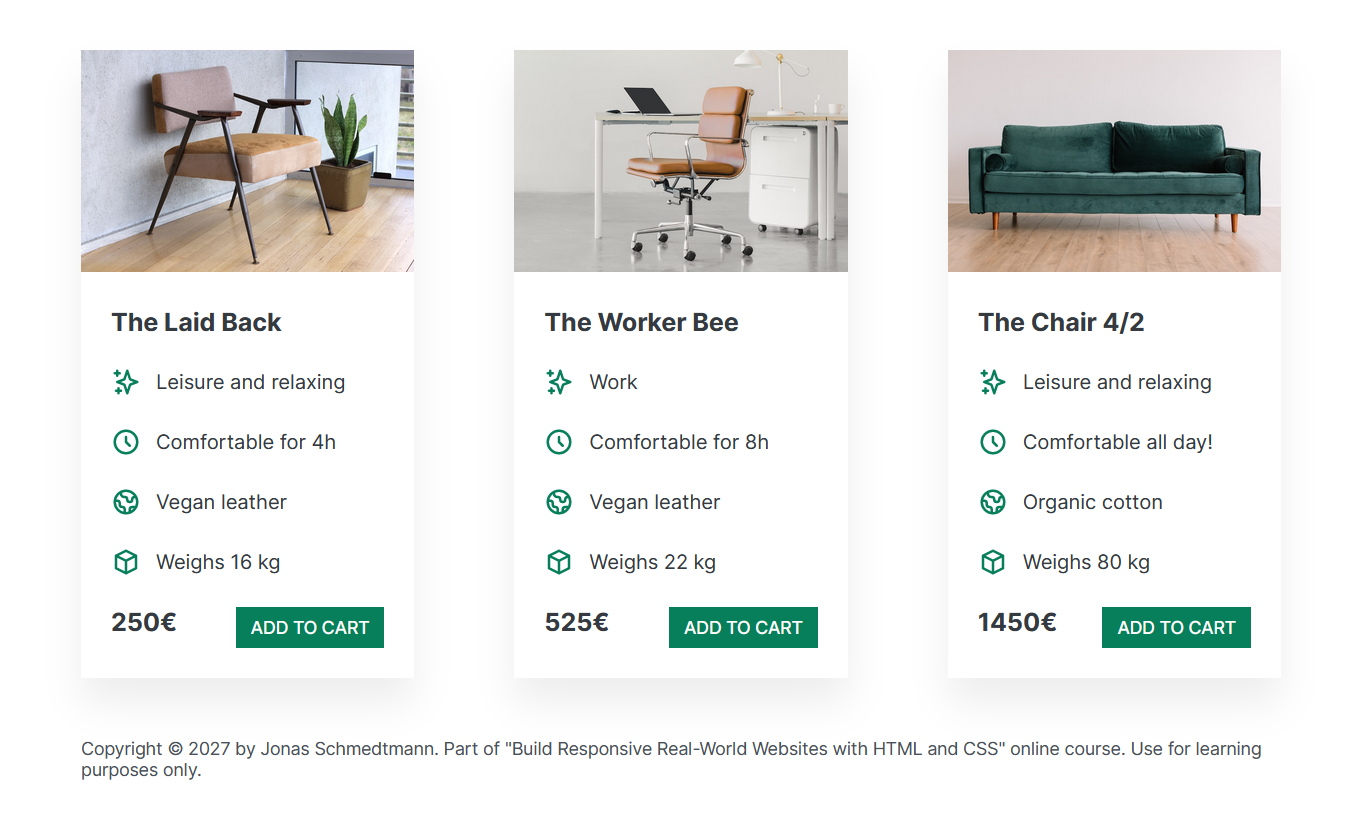 The Laid Back
Leisure and relaxing
Comfortable for 4h
Vegan leather
Weighs 16 kg
250€
ADD TO CART
The Worker Bee
Work
Comfortable for 8h
Vegan leather
Weighs 22 kg
525€
ADD TO CART
The Chair 4/2
Leisure and relaxing
Comfortable all day!
Organic cotton
Weighs 80 kg
1450€
ADD TO CART
Copyright © 2027 by Jonas Schmedtmann. Part of "Build Responsive Real-World Websites with HTML and CSS" online course. Use for learning
purposes only.